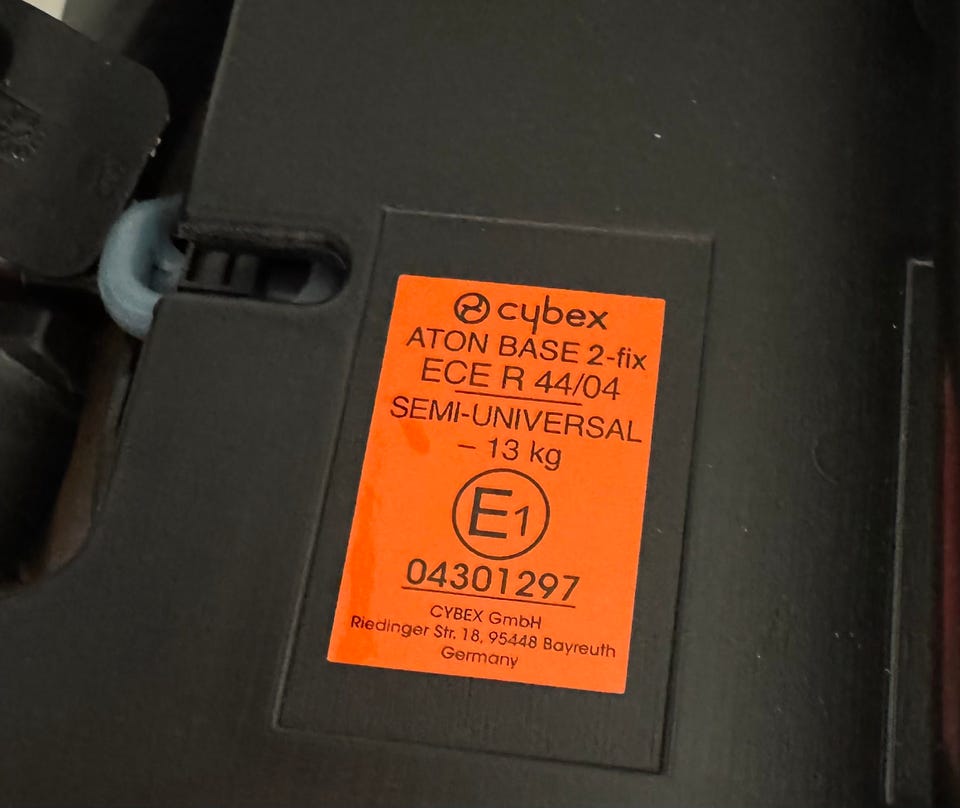 cybex
ATON BASE 2-fix
ECE R 44/04
SEMI-UNIVERSAL
– 13 kg
E1
04301297
CYBEX GmbH
Riedinger Str. 18, 95448 Bayreuth
Germany